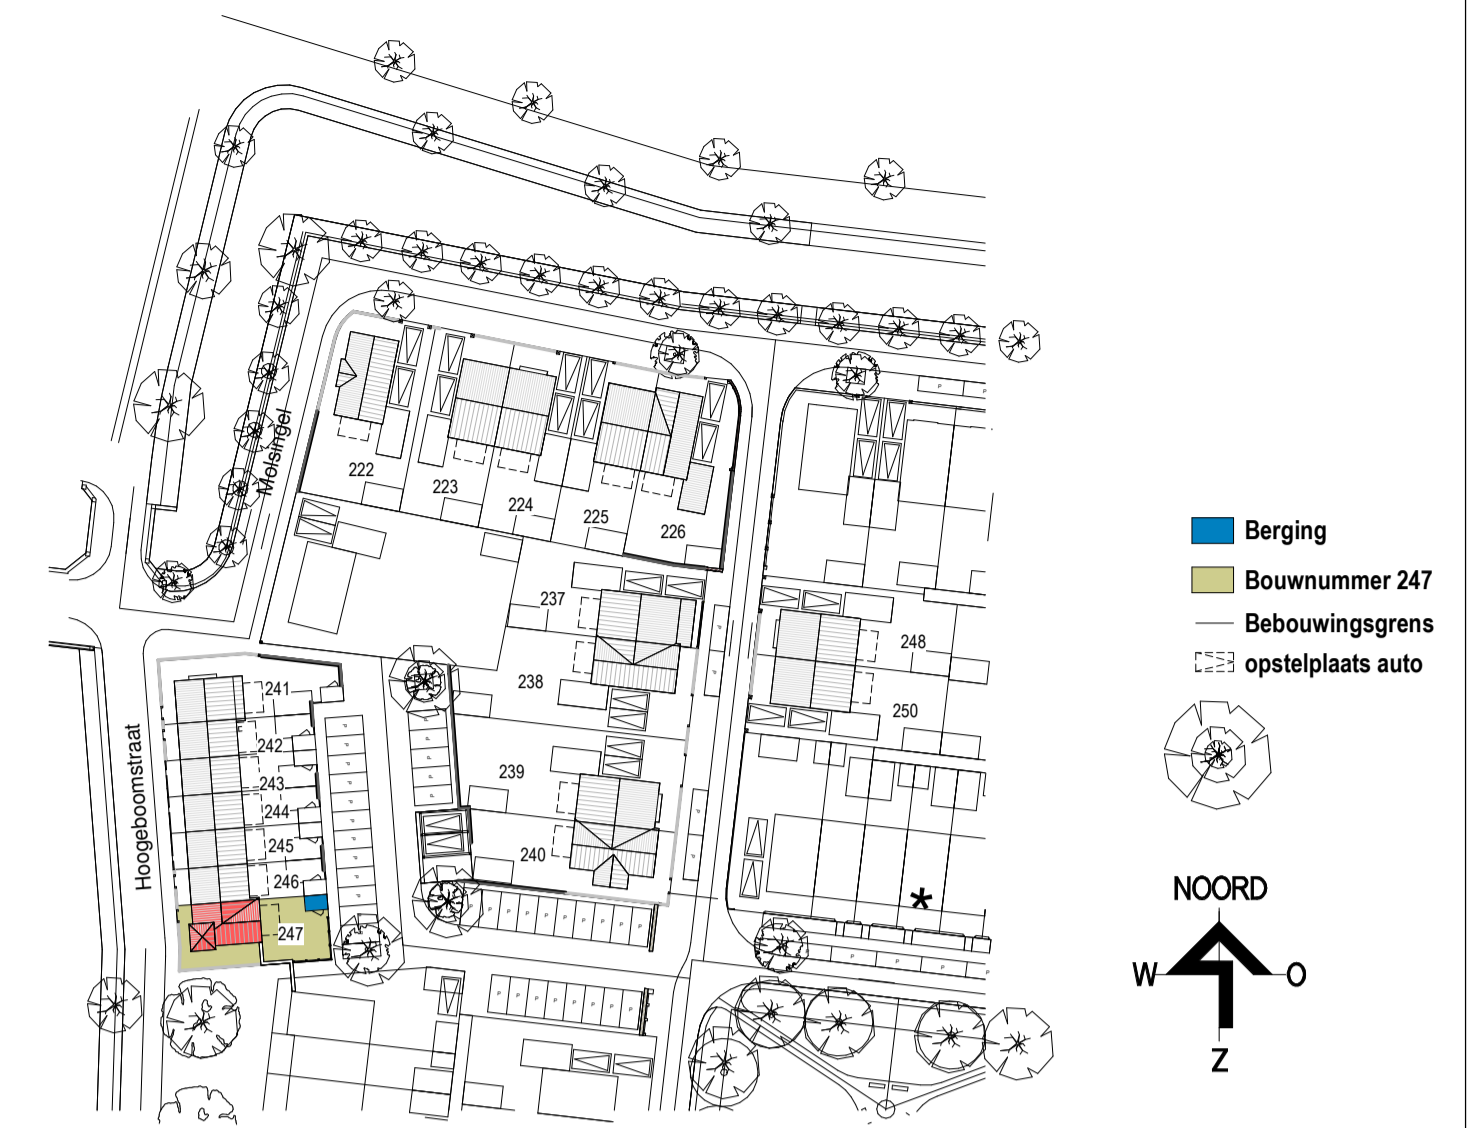 Molsingel
222
223
224
225
226
237
238
239
240
248
250
Hoogeboomstraat
241
242
243
244
245
246
247
Berging
Bouwnummer 247
Bebouwingsgrens
opstelplaats auto
*
NOORD
W
O
Z
P P
P
P
P P P P P P P P
P P P P P P P P
P P P P